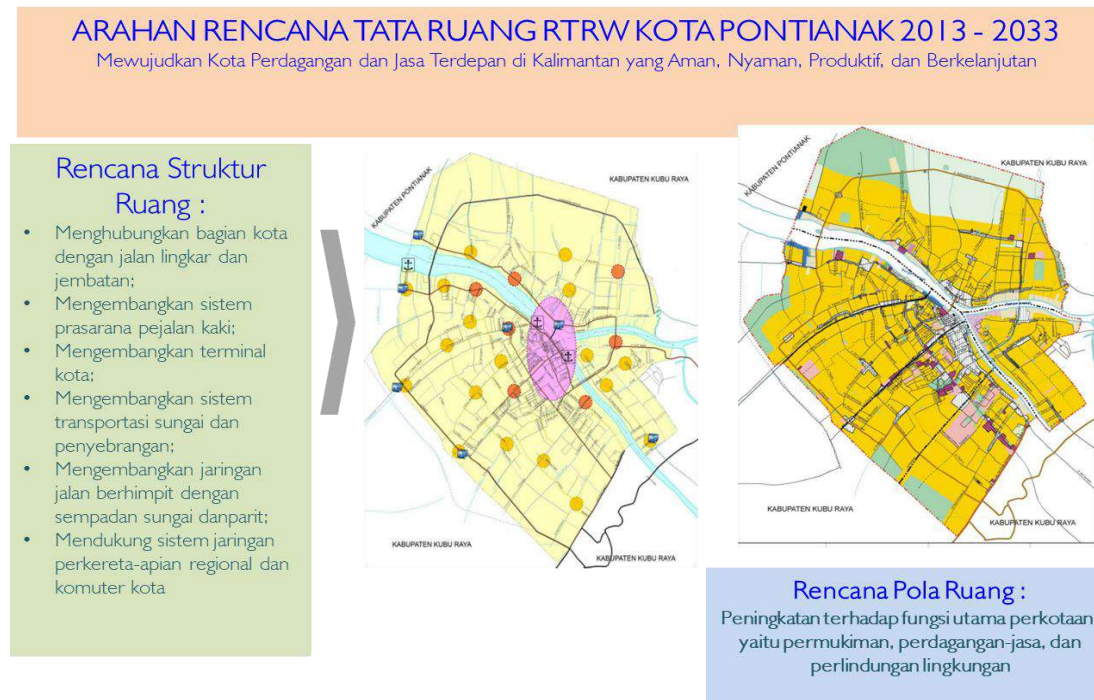 ARAHAN RENCANA TATA RUANG RTRW KOTA PONTIANAK 2013 - 2033
Mewujudkan Kota Perdagangan dan Jasa Terdepan di Kalimantan yang Aman, Nyaman, Produktif, dan Berkelanjutan
Rencana Struktur
Ruang :
• Menghubungkan bagian kota
dengan jalan lingkar dan
jembatan;
• Mengembangkan sistem
prasarana pejalan kaki;
• Mengembangkan terminal
kota;
• Mengembangkan sistem
transportasi sungai dan
penyebrangan;
• Mengembangkan jaringan
jalan berhimpit dengan
sempadan sungai danparit;
• Mendukung sistem jaringan
perkereta-apian regional dan
komuter kota
KABUPATEN PONTIANAK
KABUPATEN KUBU RAYA
KABUPATEN KUBU RAYA
KABUPATEN KUBU RAYA
KABUPATEN PONTIANAK
KABUPATEN KUBU RAYA
KABUPATEN KUBU RAYA
KABUPATEN KUBU RAYA
Rencana Pola Ruang :
Peningkatan terhadap fungsi utama perkotaan
yaitu permukiman, perdagangan-jasa, dan
perlindungan lingkungan